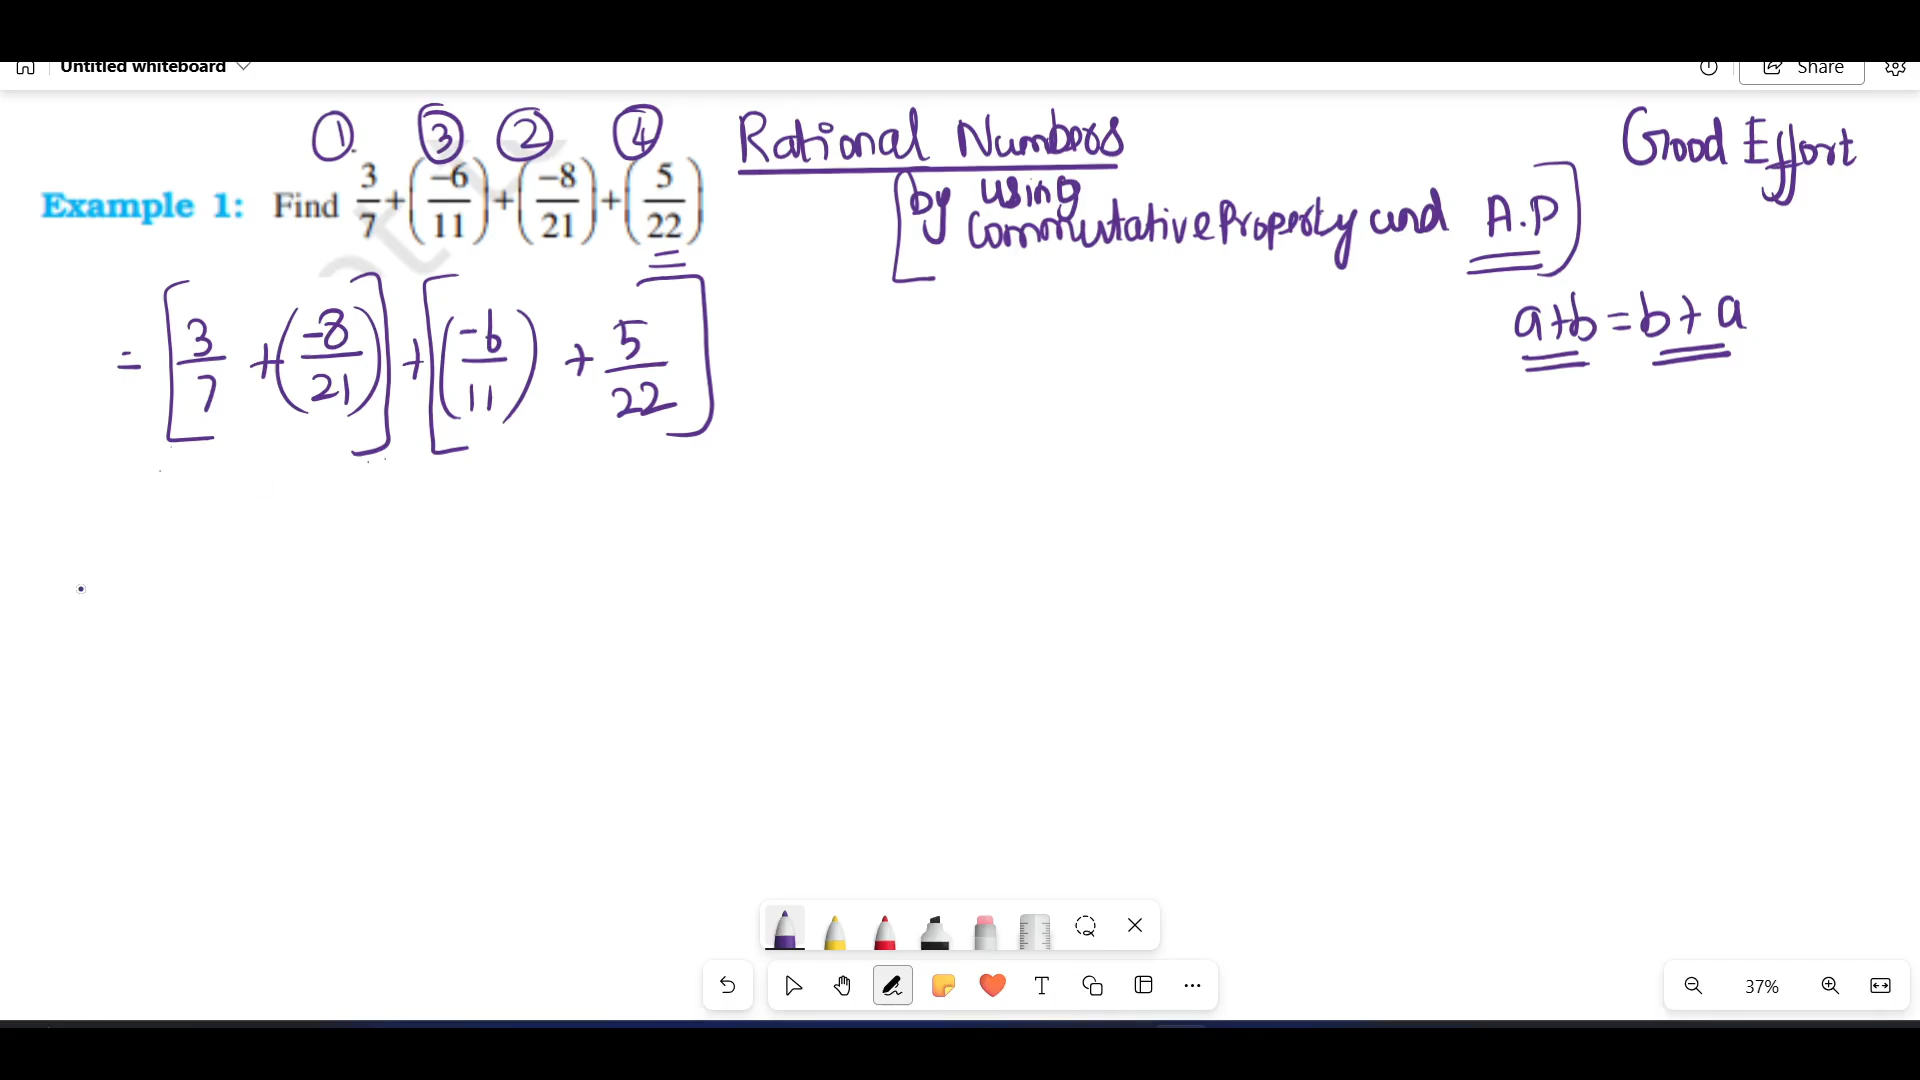 Untitled whiteboard
Share
① ③ ② ④ Rational Numbers
Good Effort
Example 1: Find 3/7 + (-6/11) + (-8/21) + (5/22)
[by using
Commutative Property and A.P]
= [3/7 + (-8/21)] + [(-6/11) + 5/22]
a+b = b+a
37%